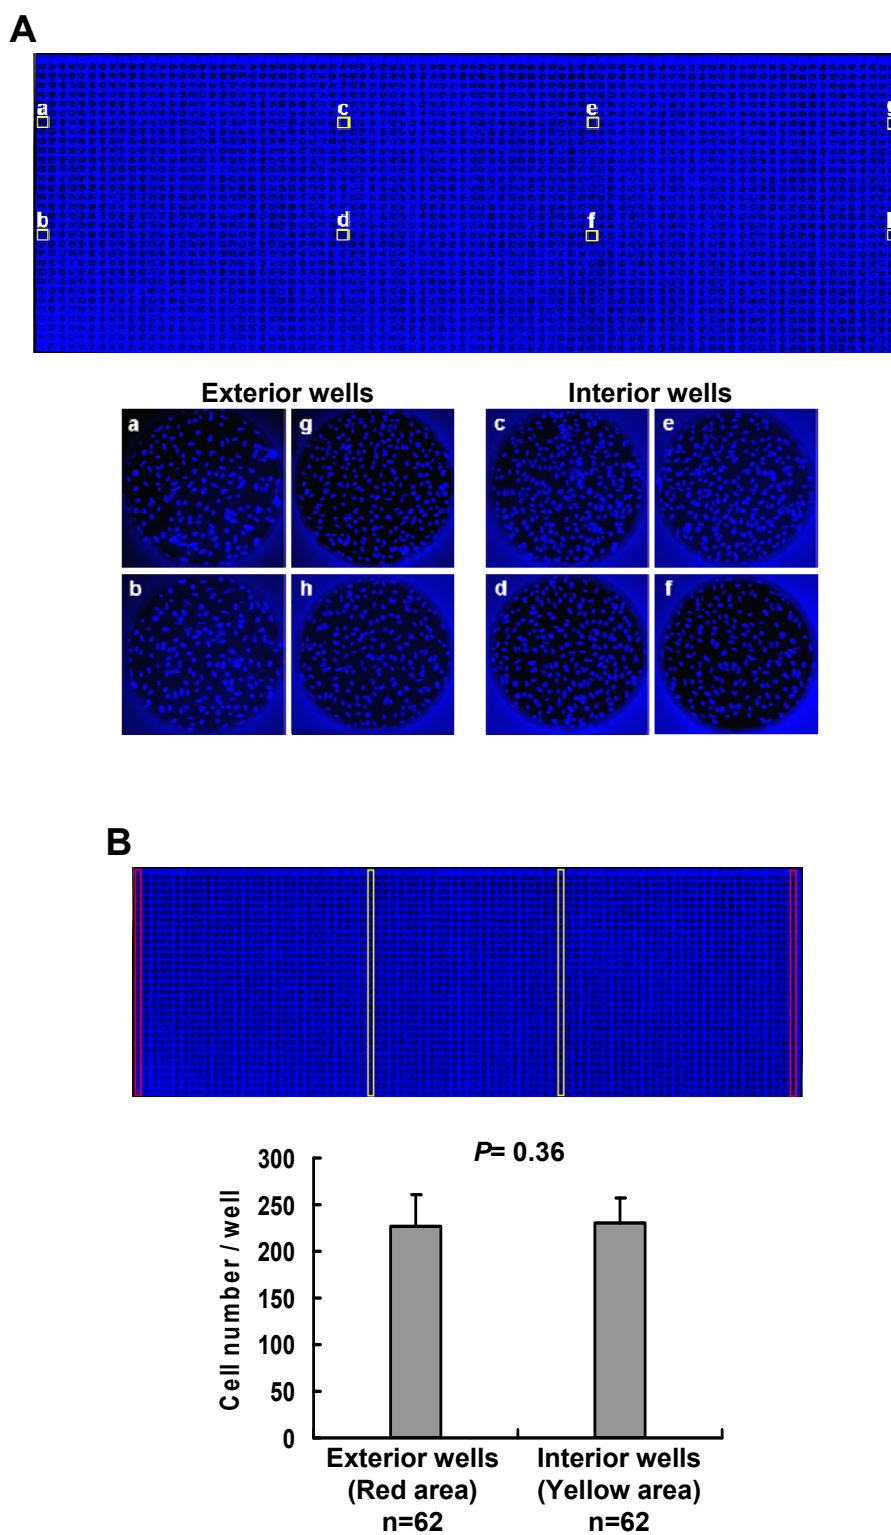 A
a c e g
b d f
Exterior wells Interior wells
a g c e
b h d f
B
P= 0.36
Cell number / well
300
250
200
150
100
50
0
Exterior wells Interior wells
(Red area) (Yellow area)
n=62 n=62